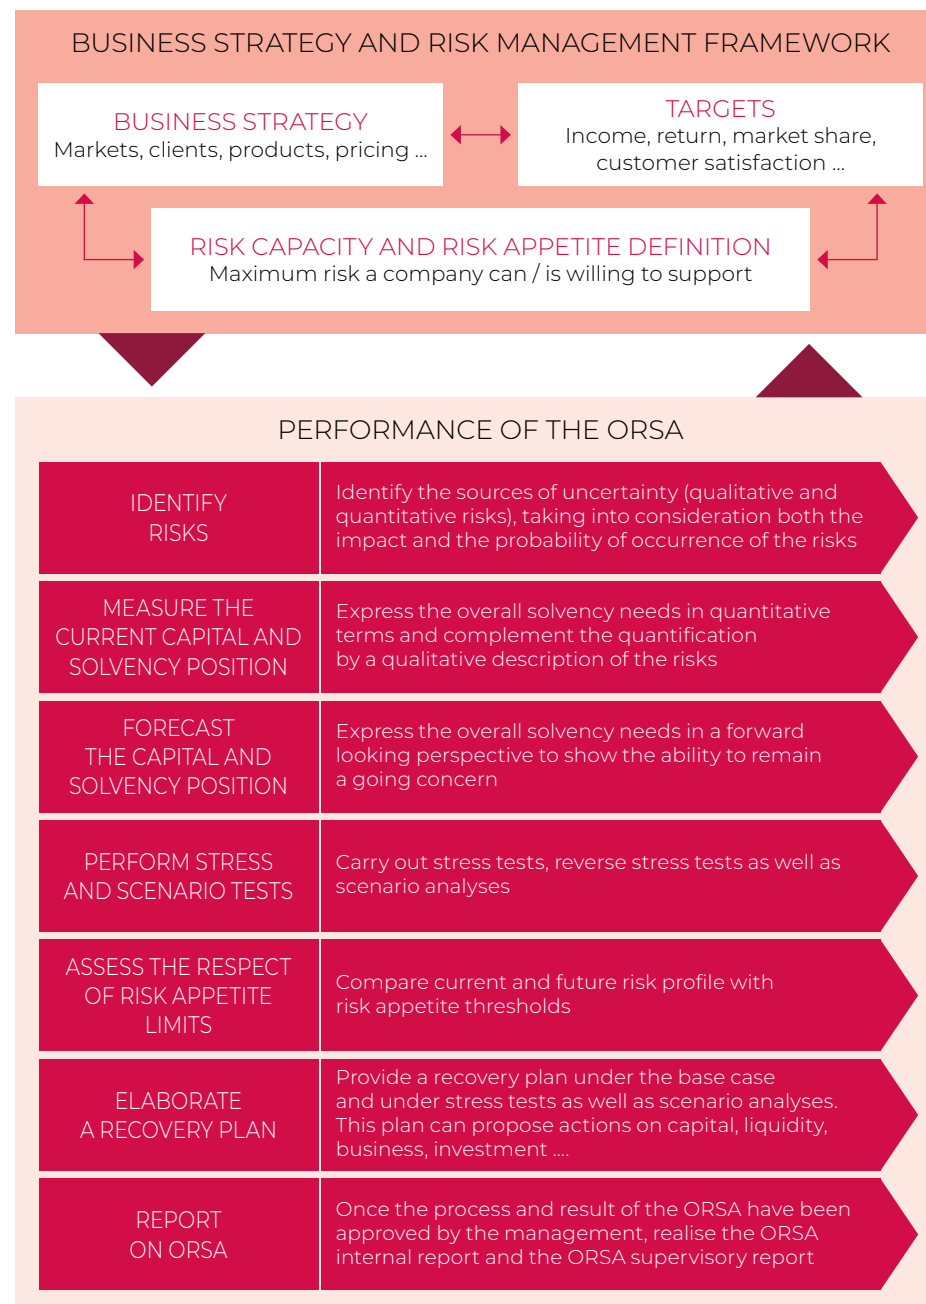 BUSINESS STRATEGY AND RISK MANAGEMENT FRAMEWORK
BUSINESS STRATEGY
Markets, clients, products, pricing ...
TARGETS
Income, return, market share,
customer satisfaction ...
RISK CAPACITY AND RISK APPETITE DEFINITION
Maximum risk a company can / is willing to support
PERFORMANCE OF THE ORSA
IDENTIFY
RISKS
Identify the sources of uncertainty (qualitative and
quantitative risks), taking into consideration both the
impact and the probability of occurrence of the risks
MEASURE THE
CURRENT CAPITAL AND
SOLVENCY POSITION
Express the overall solvency needs in quantitative
terms and complement the quantification
by a qualitative description of the risks
FORECAST
THE CAPITAL AND
SOLVENCY POSITION
Express the overall solvency needs in a forward
looking perspective to show the ability to remain
a going concern
PERFORM STRESS
AND SCENARIO TESTS
Carry out stress tests, reverse stress tests as well as
scenario analyses
ASSESS THE RESPECT
OF RISK APPETITE
LIMITS
Compare current and future risk profile with
risk appetite thresholds
ELABORATE
A RECOVERY PLAN
Provide a recovery plan under the base case
and under stress tests as well as scenario analyses.
This plan can propose actions on capital, liquidity,
business, investment ....
REPORT
ON ORSA
Once the process and result of the ORSA have been
approved by the management, realise the ORSA
internal report and the ORSA supervisory report